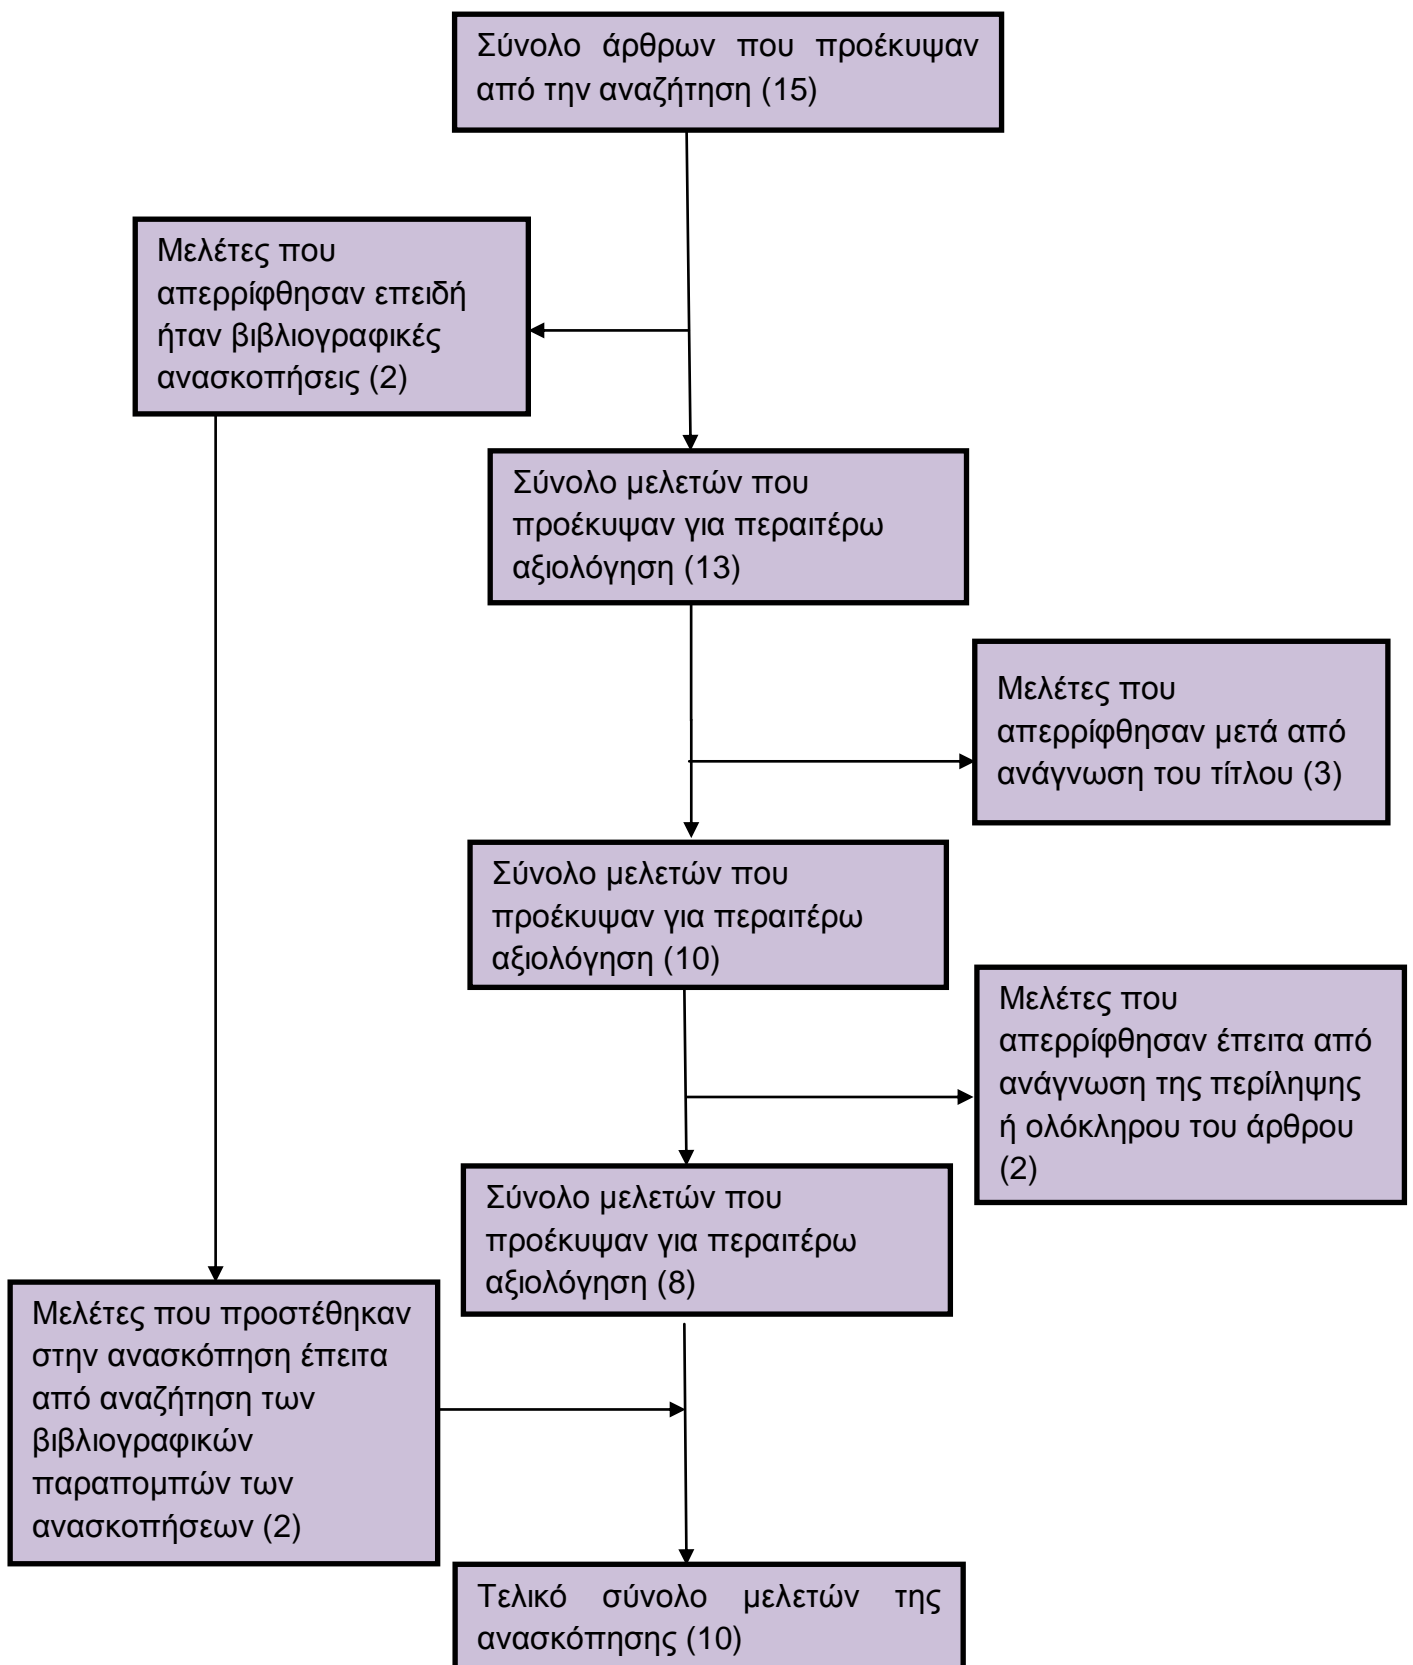 Σύνολο άρθρων που προέκυψαν
από την αναζήτηση (15)
Μελέτες που
απερρίφθησαν επειδή
ήταν βιβλιογραφικές
ανασκοπήσεις (2)
Σύνολο μελετών που
προέκυψαν για περαιτέρω
αξιολόγηση (13)
Μελέτες που
απερρίφθησαν μετά από
ανάγνωση του τίτλου (3)
Σύνολο μελετών που
προέκυψαν για περαιτέρω
αξιολόγηση (10)
Μελέτες που
απερρίφθησαν έπειτα από
ανάγνωση της περίληψης
ή ολόκληρου του άρθρου
(2)
Σύνολο μελετών που
προέκυψαν για περαιτέρω
αξιολόγηση (8)
Μελέτες που προστέθηκαν
στην ανασκόπηση έπειτα
από αναζήτηση των
βιβλιογραφικών
παραπομπών των
ανασκοπήσεων (2)
Τελικό σύνολο μελετών της
ανασκόπησης (10)